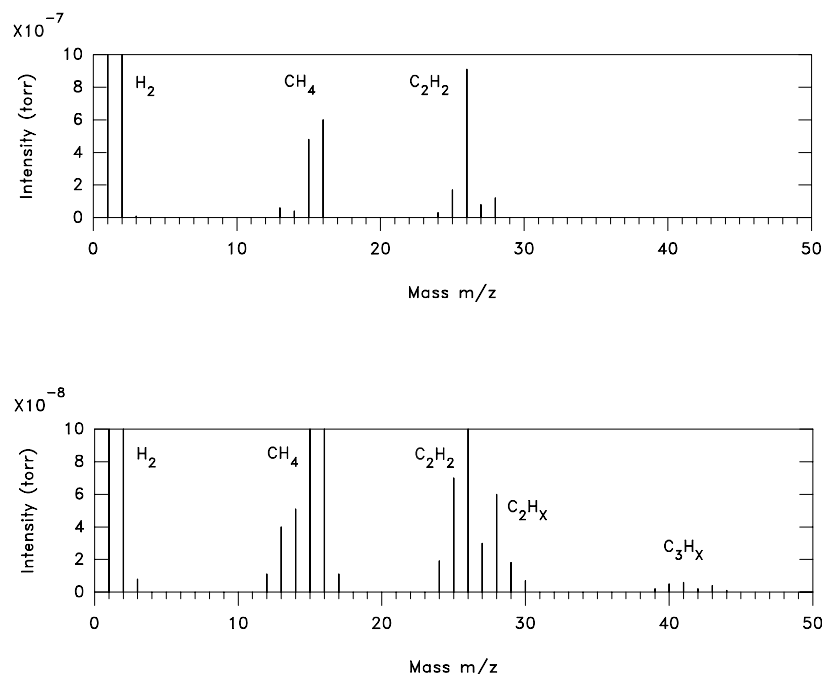 X10⁻⁷
Intensity (torr)
10
8
6
4
2
0
H₂ CH₄ C₂H₂
0 10 20 30 40 50
Mass m/z
X10⁻⁸
Intensity (torr)
10
8
6
4
2
0
H₂ CH₄ C₂H₂
C₂Hₓ
C₃Hₓ
0 10 20 30 40 50
Mass m/z